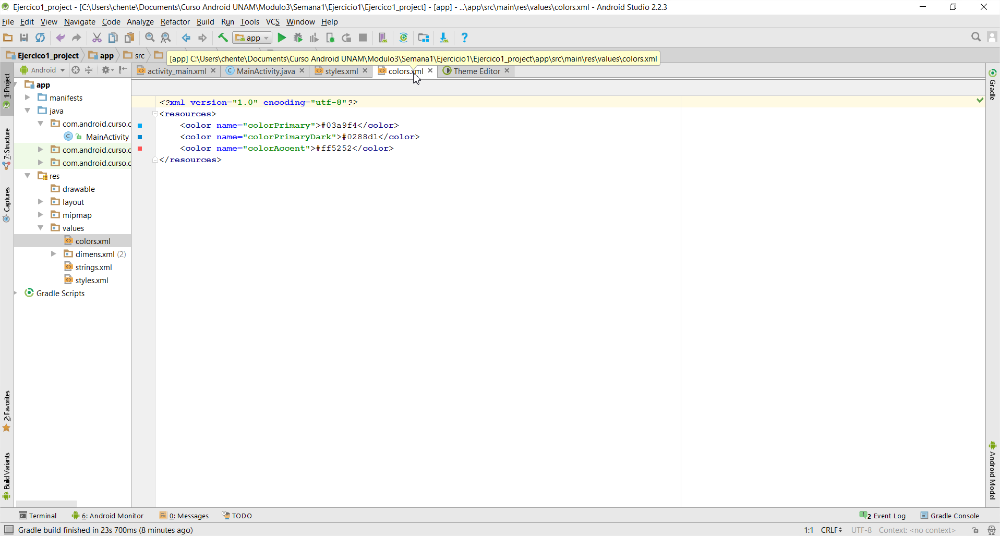 Ejercico1_project - [C:\Users\chente\Documents\Curso Android UNAM\Modulo3\Semana1\Ejercicio1\Ejercico1_project] - [app] - ...\app\src\main\res\values\colors.xml - Android Studio 2.2.3
File Edit View Navigate Code Analyze Refactor Build Run Tools VCS Window Help
app
Ejercico1_project app src
[app] C:\Users\chente\Documents\Curso Android UNAM\Modulo3\Semana1\Ejercicio1\Ejercico1_project\app\src\main\res\values\colors.xml
Android
activity_main.xml MainActivity.java styles.xml colors.xml Theme Editor
1: Project
7: Structure
Captures
2: Favorites
Build Variants
app
manifests
java
com.android.curso.c
MainActivity
com.android.curso.c
com.android.curso.c
res
drawable
layout
mipmap
values
colors.xml
dimens.xml (2)
strings.xml
styles.xml
Gradle Scripts
<?xml version="1.0" encoding="utf-8"?>
<resources>
<color name="colorPrimary">#03a9f4</color>
<color name="colorPrimaryDark">#0288d1</color>
<color name="colorAccent">#ff5252</color>
</resources>
Gradle
Android Model
Terminal 6: Android Monitor 0: Messages TODO 2 Event Log Gradle Console
Gradle build finished in 23s 700ms (8 minutes ago) 1:1 CRLF UTF-8 Context: <no context>